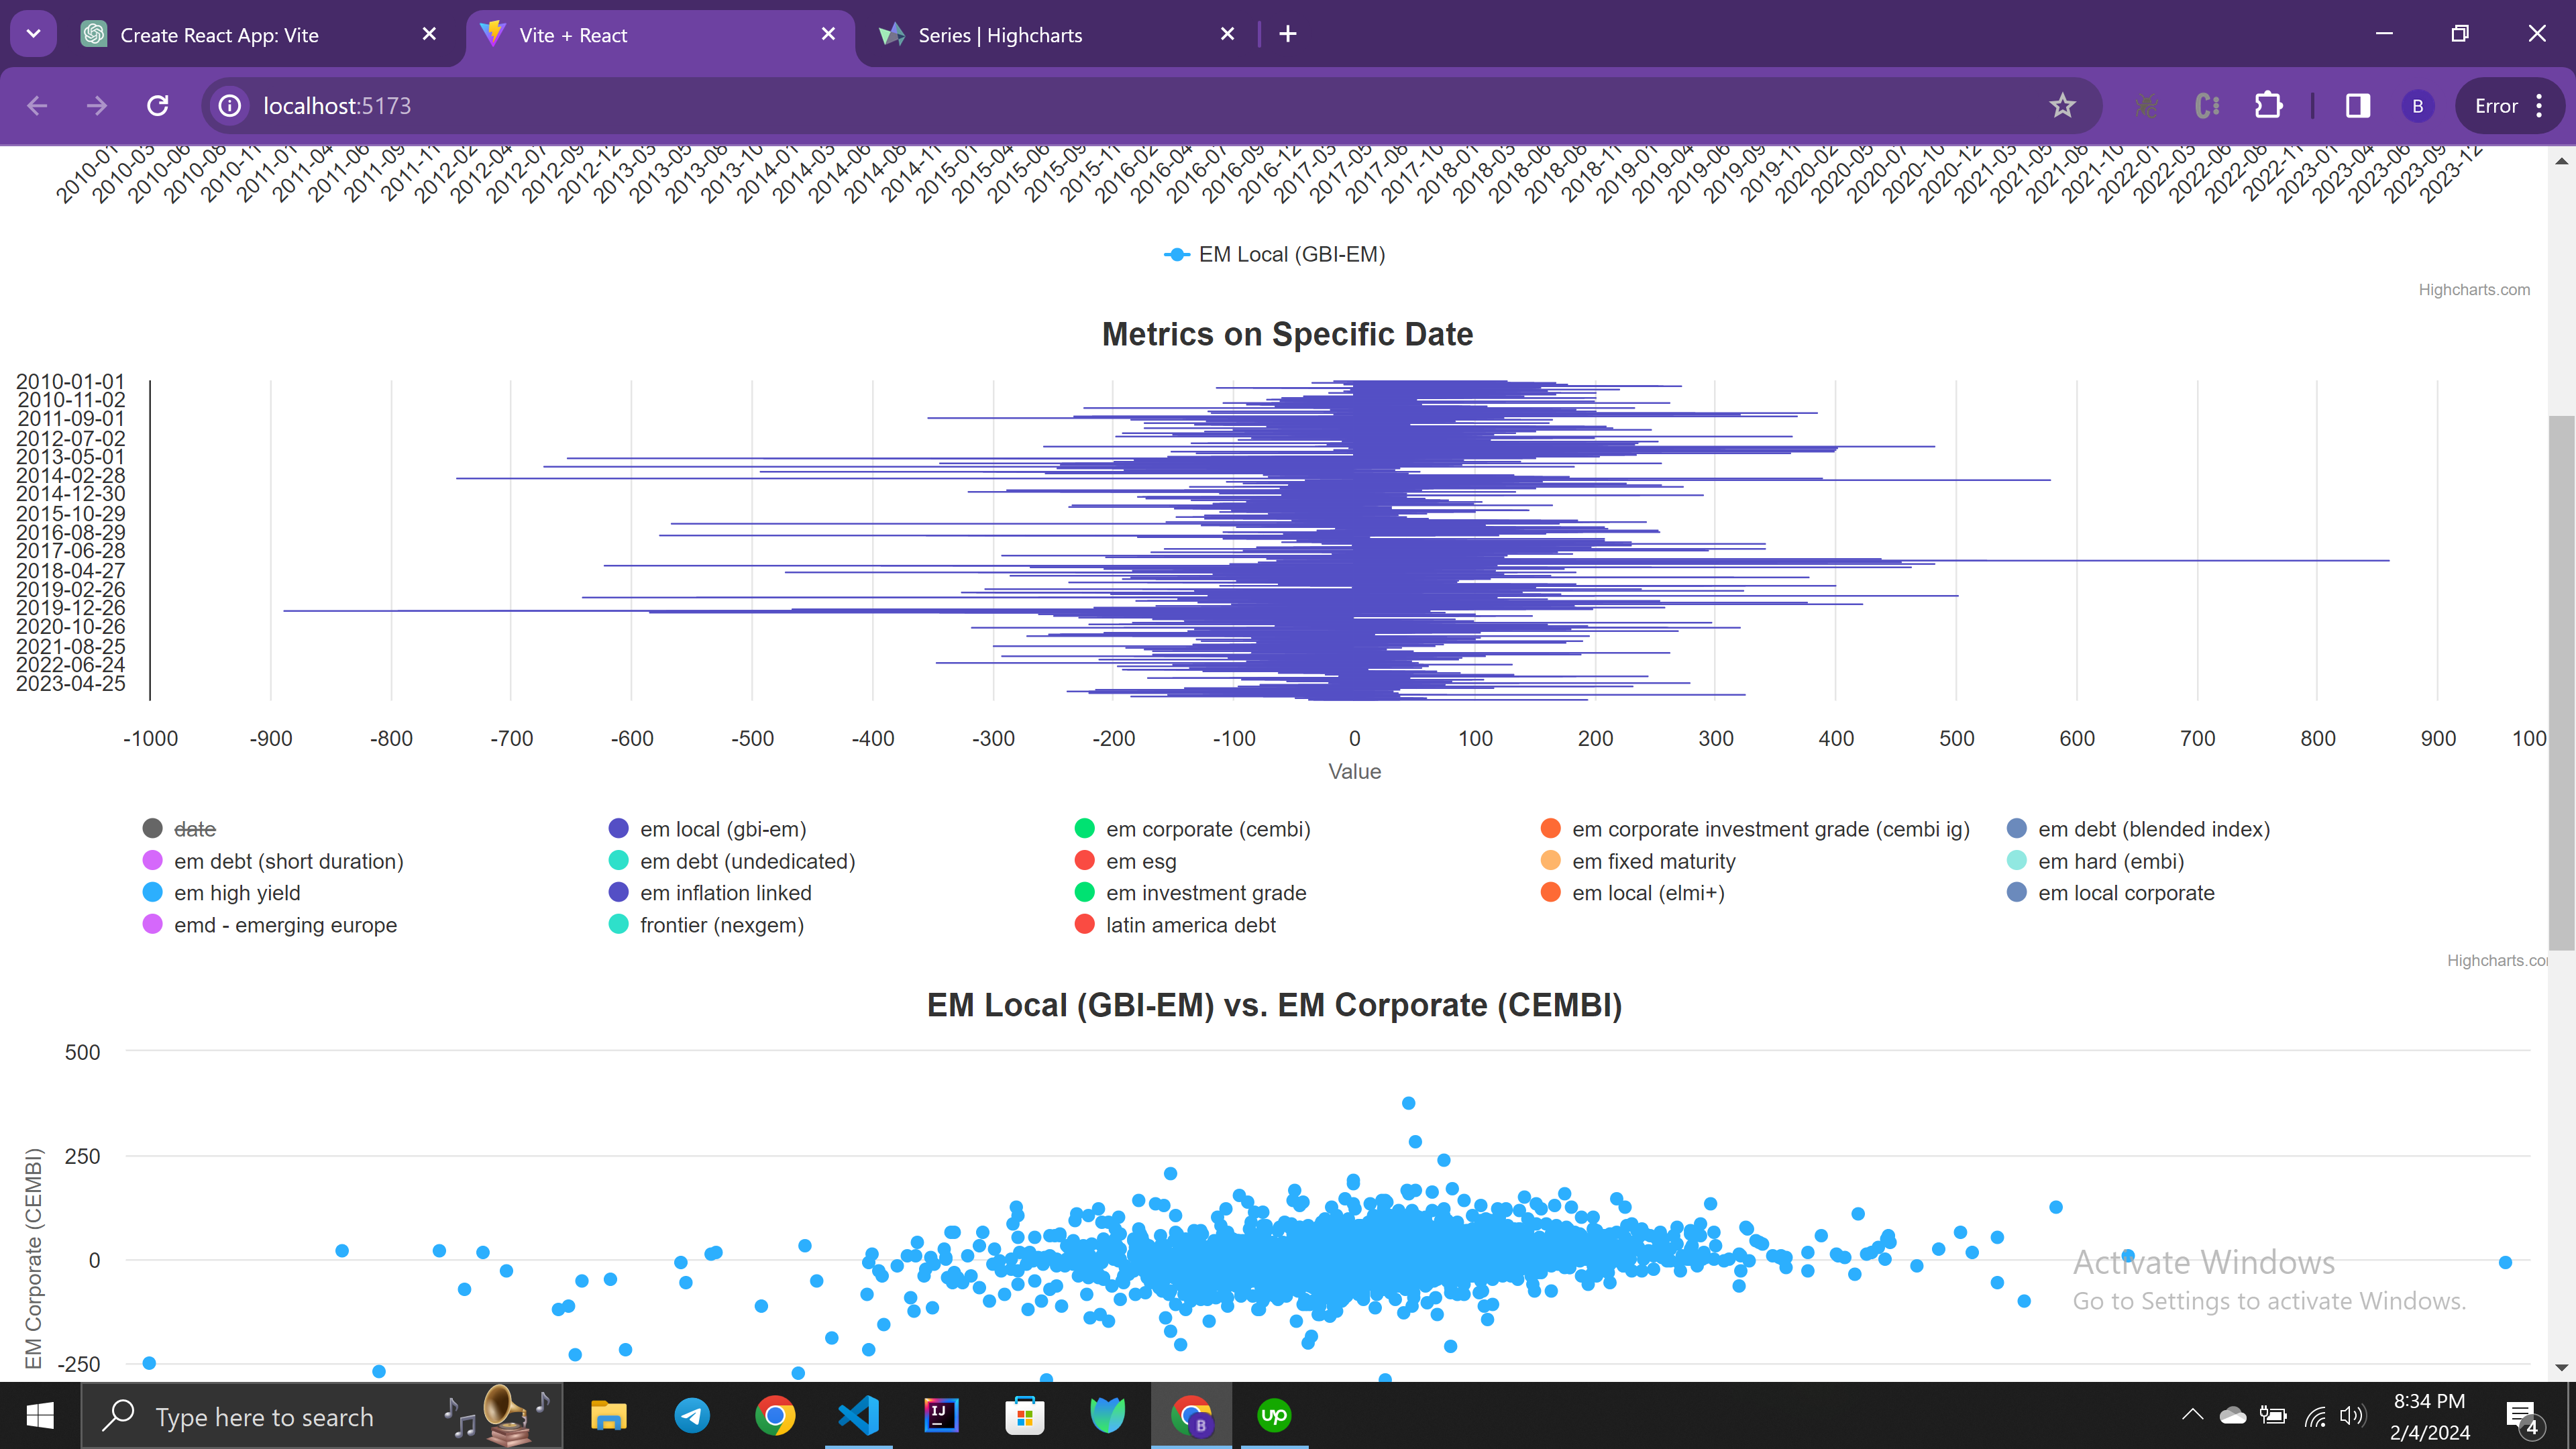 Create React App: Vite
Vite + React
Series | Highcharts
localhost:5173
B
Error
2010-01 2010-03 2010-06 2010-08 2010-11 2011-01 2011-04 2011-06 2011-09 2011-11 2012-02 2012-04 2012-07 2012-09 2012-12 2013-03 2013-05 2013-08 2013-10 2014-01 2014-03 2014-06 2014-08 2014-11 2015-01 2015-04 2015-06 2015-09 2015-11 2016-02 2016-04 2016-07 2016-09 2016-12 2017-03 2017-05 2017-08 2017-10 2018-01 2018-03 2018-06 2018-08 2018-11 2019-01 2019-04 2019-06 2019-09 2019-11 2020-02 2020-05 2020-07 2020-10 2020-12 2021-03 2021-05 2021-08 2021-10 2022-01 2022-03 2022-06 2022-08 2022-11 2023-01 2023-04 2023-06 2023-09 2023-12
EM Local (GBI-EM)
Highcharts.com
Metrics on Specific Date
2010-01-01
2010-11-02
2011-09-01
2012-07-02
2013-05-01
2014-02-28
2014-12-30
2015-10-29
2016-08-29
2017-06-28
2018-04-27
2019-02-26
2019-12-26
2020-10-26
2021-08-25
2022-06-24
2023-04-25
-1000 -900 -800 -700 -600 -500 -400 -300 -200 -100 0 100 200 300 400 500 600 700 800 900 100
Value
date em local (gbi-em) em corporate (cembi) em corporate investment grade (cembi ig) em debt (blended index)
em debt (short duration) em debt (undedicated) em esg em fixed maturity em hard (embi)
em high yield em inflation linked em investment grade em local (elmi+) em local corporate
emd - emerging europe frontier (nexgem) latin america debt
Highcharts.co
EM Local (GBI-EM) vs. EM Corporate (CEMBI)
500
250
0
-250
EM Corporate (CEMBI)
Activate Windows
Go to Settings to activate Windows.
Type here to search
IJ
B
up
8:34 PM
2/4/2024
4